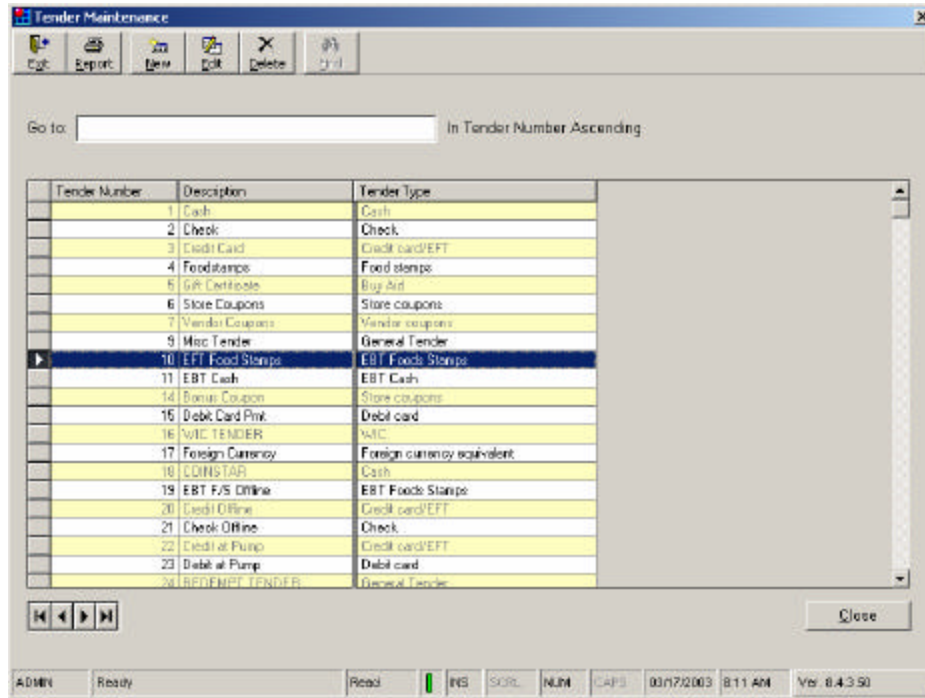 Tender Maintenance
Exit Report New Edit Delete Find
Go to: In Tender Number Ascending
Tender Number Description Tender Type
1 Cash Cash
2 Check Check
3 Credit Card Credit card/EFT
4 Foodstamps Food stamps
5 Gift Certificate Buy Aid
6 Store Coupons Store coupons
7 Vendor Coupons Vendor coupons
9 Misc Tender General Tender
10 EFT Food Stamps EBT Foods Stamps
11 EBT Cash EBT Cash
14 Bonus Coupon Store coupons
15 Debit Card Pmt Debit card
16 WIC TENDER WIC
17 Foreign Currency Foreign currency equivalent
18 COINSTAR Cash
19 EBT F/S Offline EBT Foods Stamps
20 Credit Offline Credit card/EFT
21 Check Offline Check
22 Credit at Pump Credit card/EFT
23 Debit at Pump Debit card
24 REDEMPT TENDER General Tender
Close
ADMIN Ready Read INS SCRL NUM CAPS 03/17/2003 8:11 AM Ver. 8.4.3.50